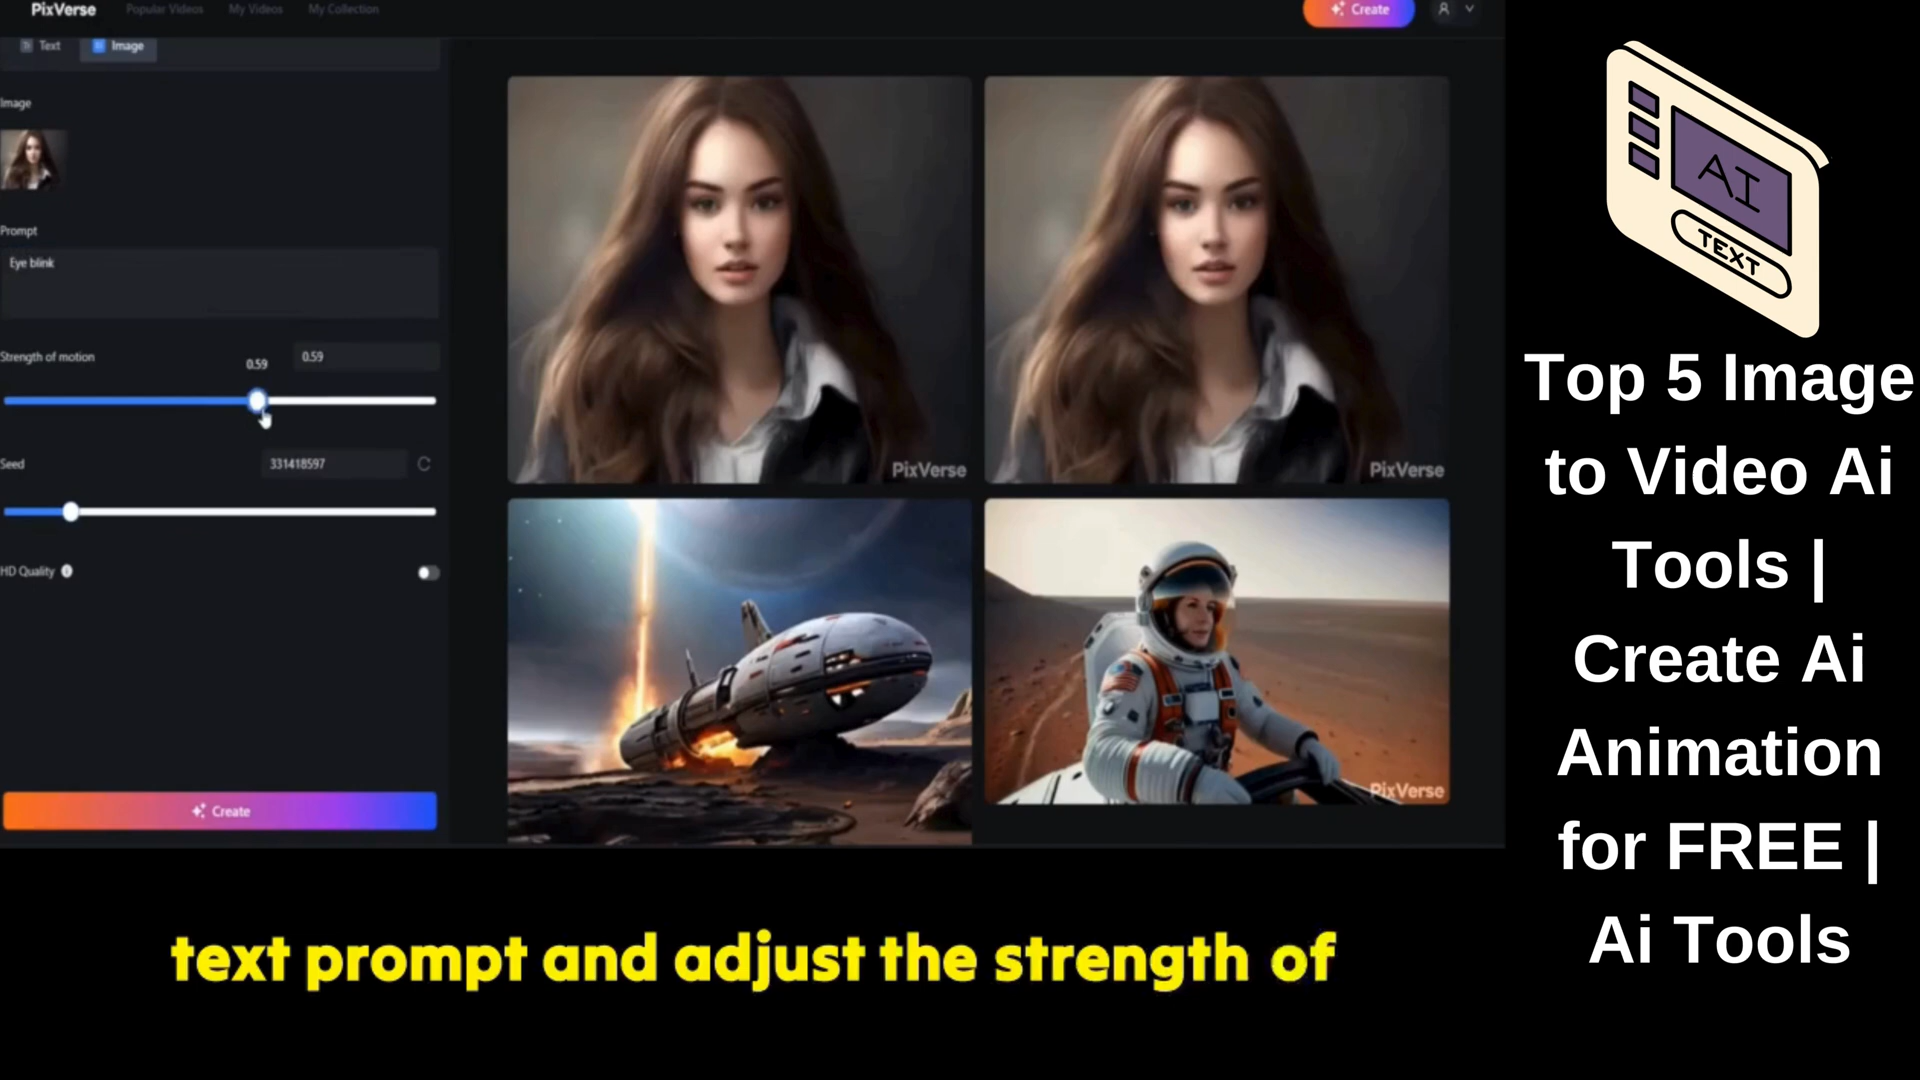 PixVerse
Popular Videos
My Videos
My Collection
Create
Text
Image
Image
Prompt
Eye blink
Strength of motion
0.59
0.59
Seed
331418597
HD Quality
Create
PixVerse
PixVerse
PixVerse
text prompt and adjust the strength of
AI
TEXT
Top 5 Image
to Video Ai
Tools |
Create Ai
Animation
for FREE |
Ai Tools